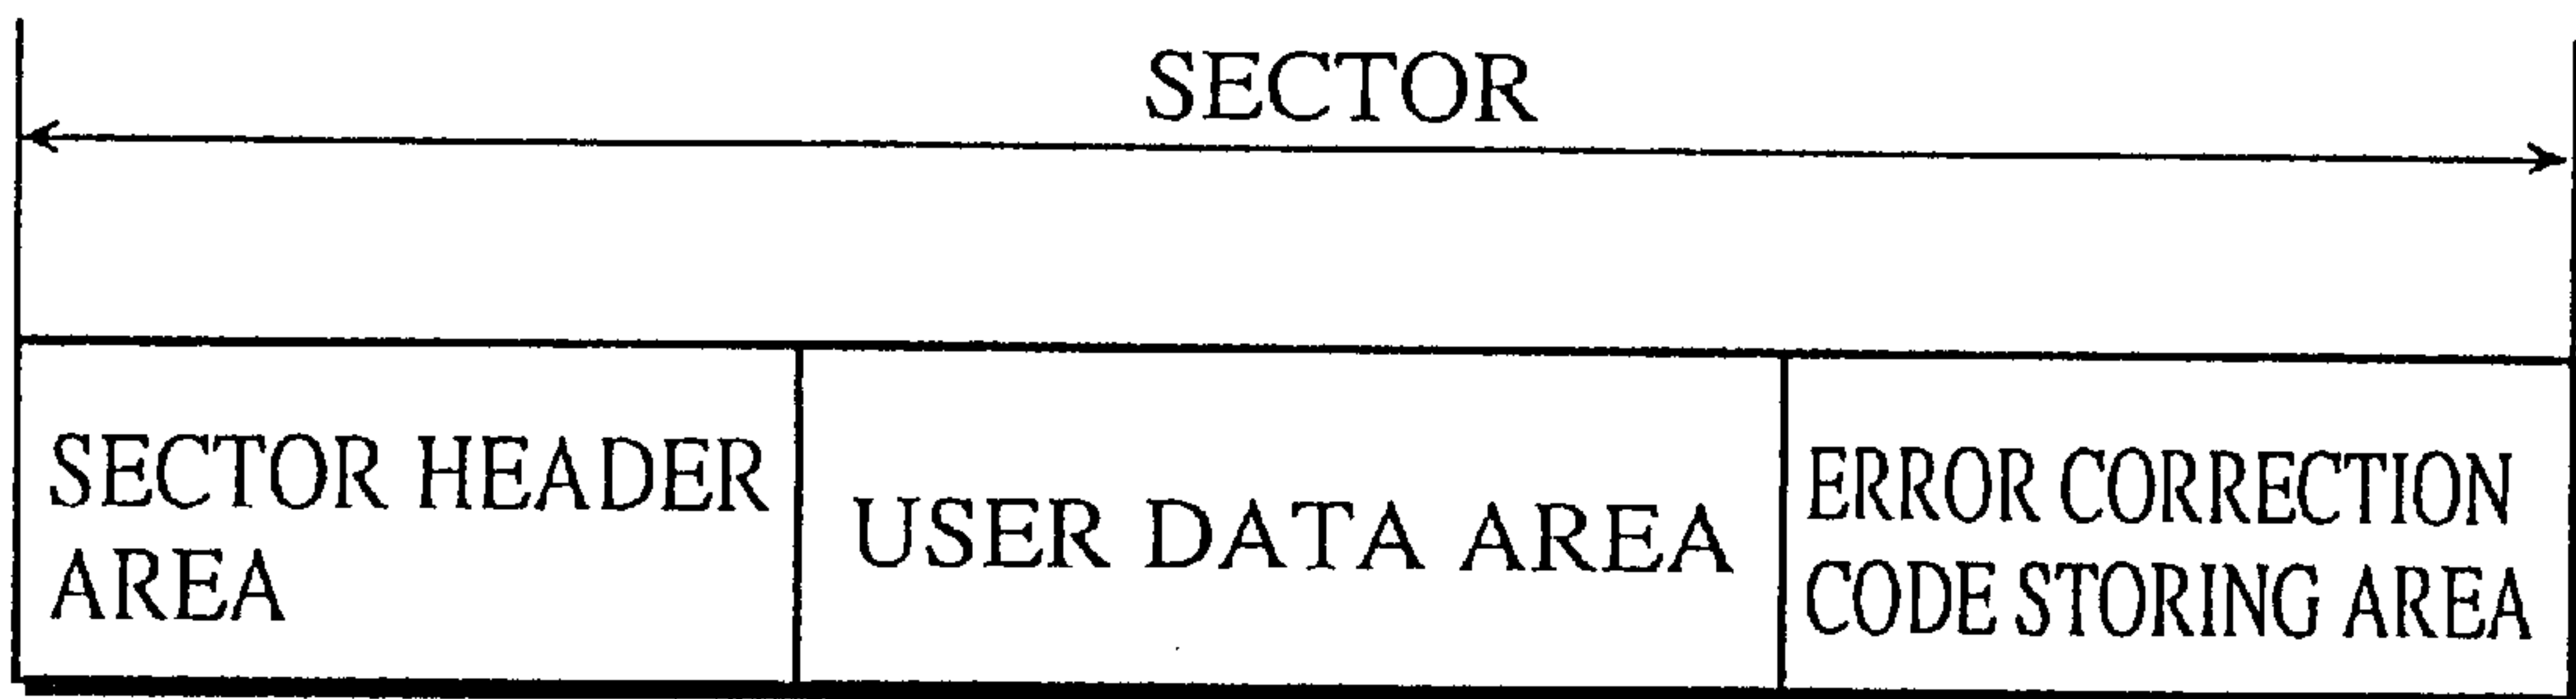 SECTOR
SECTOR HEADER
AREA
USER DATA AREA
ERROR CORRECTION
CODE STORING AREA